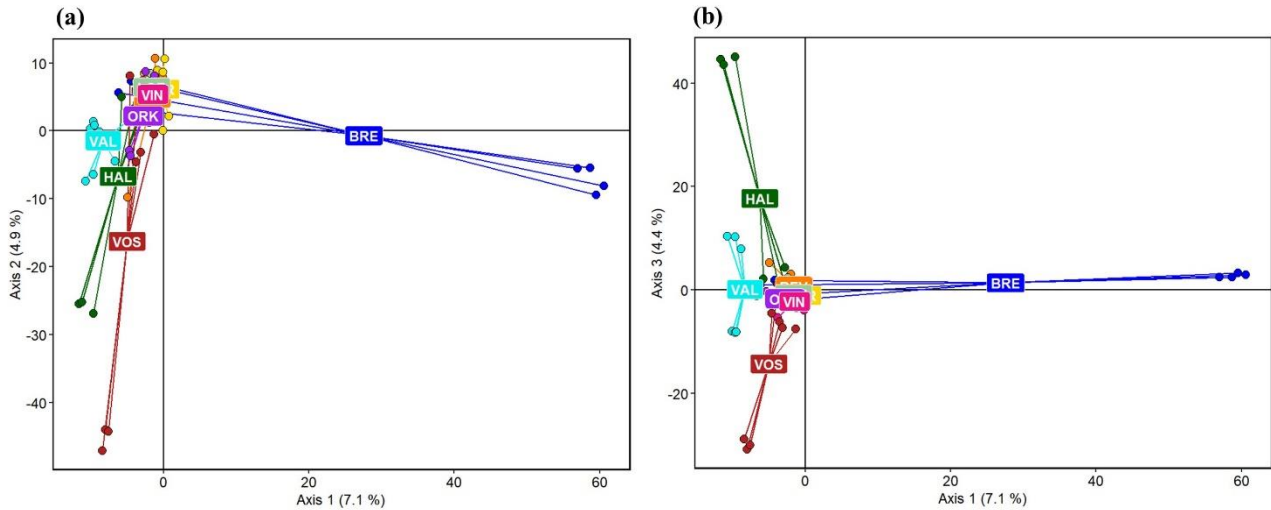 (a)
(b)
10
0
-10
-20
-30
-40
0
20
40
60
Axis 2 (4.9 %)
Axis 1 (7.1 %)
VIN
ORK
VAL
HAL
VOS
BRE
40
20
0
-20
0
20
40
60
Axis 3 (4.4 %)
Axis 1 (7.1 %)
HAL
VAL
VIN
VOS
BRE